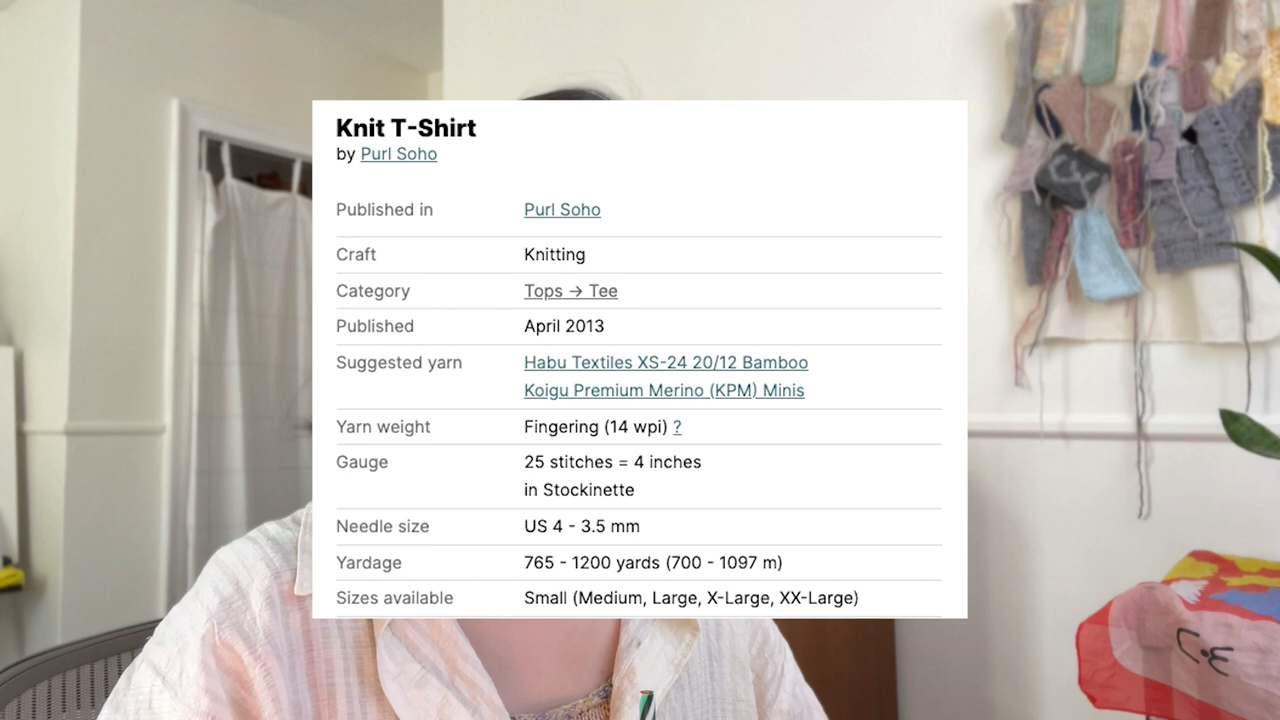 Knit T-Shirt
by Purl Soho
Published in Purl Soho
Craft Knitting
Category Tops → Tee
Published April 2013
Suggested yarn Habu Textiles XS-24 20/12 Bamboo
Koigu Premium Merino (KPM) Minis
Yarn weight Fingering (14 wpi) ?
Gauge 25 stitches = 4 inches
in Stockinette
Needle size US 4 - 3.5 mm
Yardage 765 - 1200 yards (700 - 1097 m)
Sizes available Small (Medium, Large, X-Large, XX-Large)